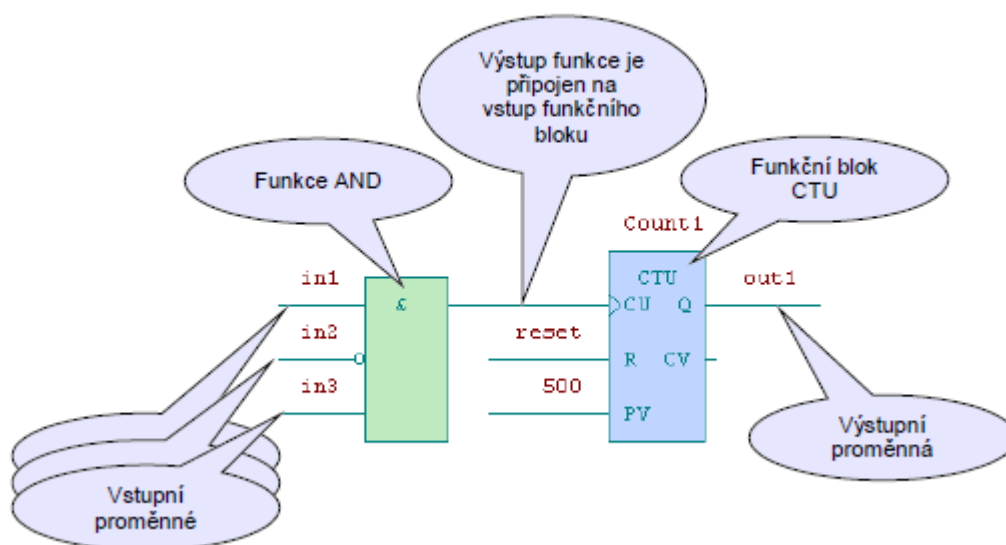 Výstup funkce je
připojen na
vstup funkčního
bloku
Funkce AND
Funkční blok
CTU
Count1
in1
&
CTU
CU Q
out1
in2
reset
R CV
in3
500
PV
Vstupní
proměnné
Výstupní
proměnná